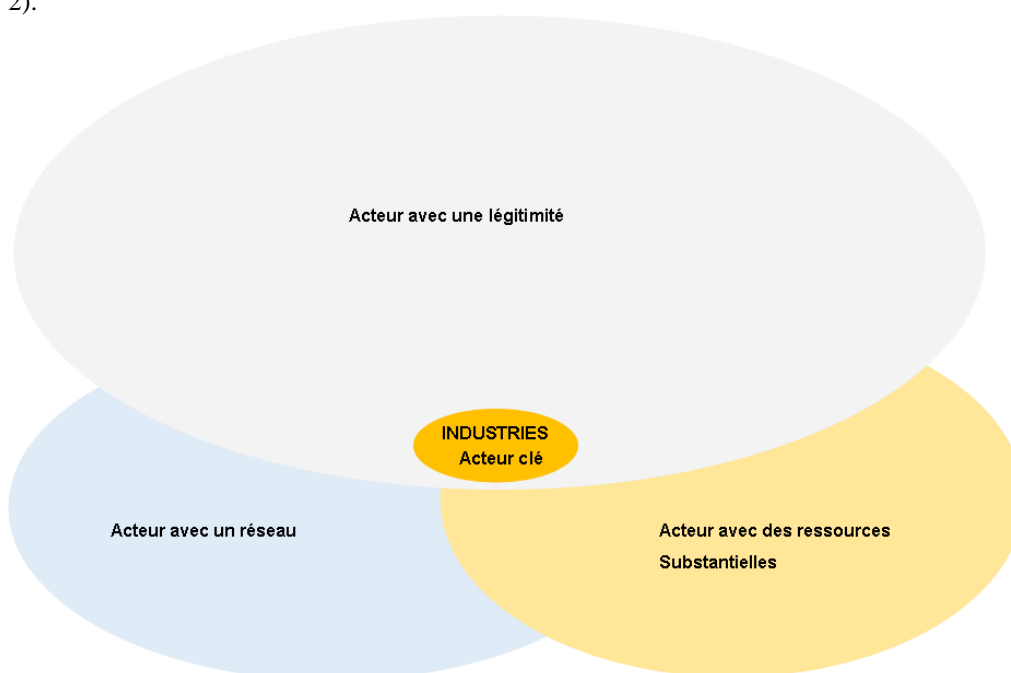 2).
Acteur avec une légitimité
INDUSTRIES
Acteur clé
Acteur avec un réseau
Acteur avec des ressources
Substantielles